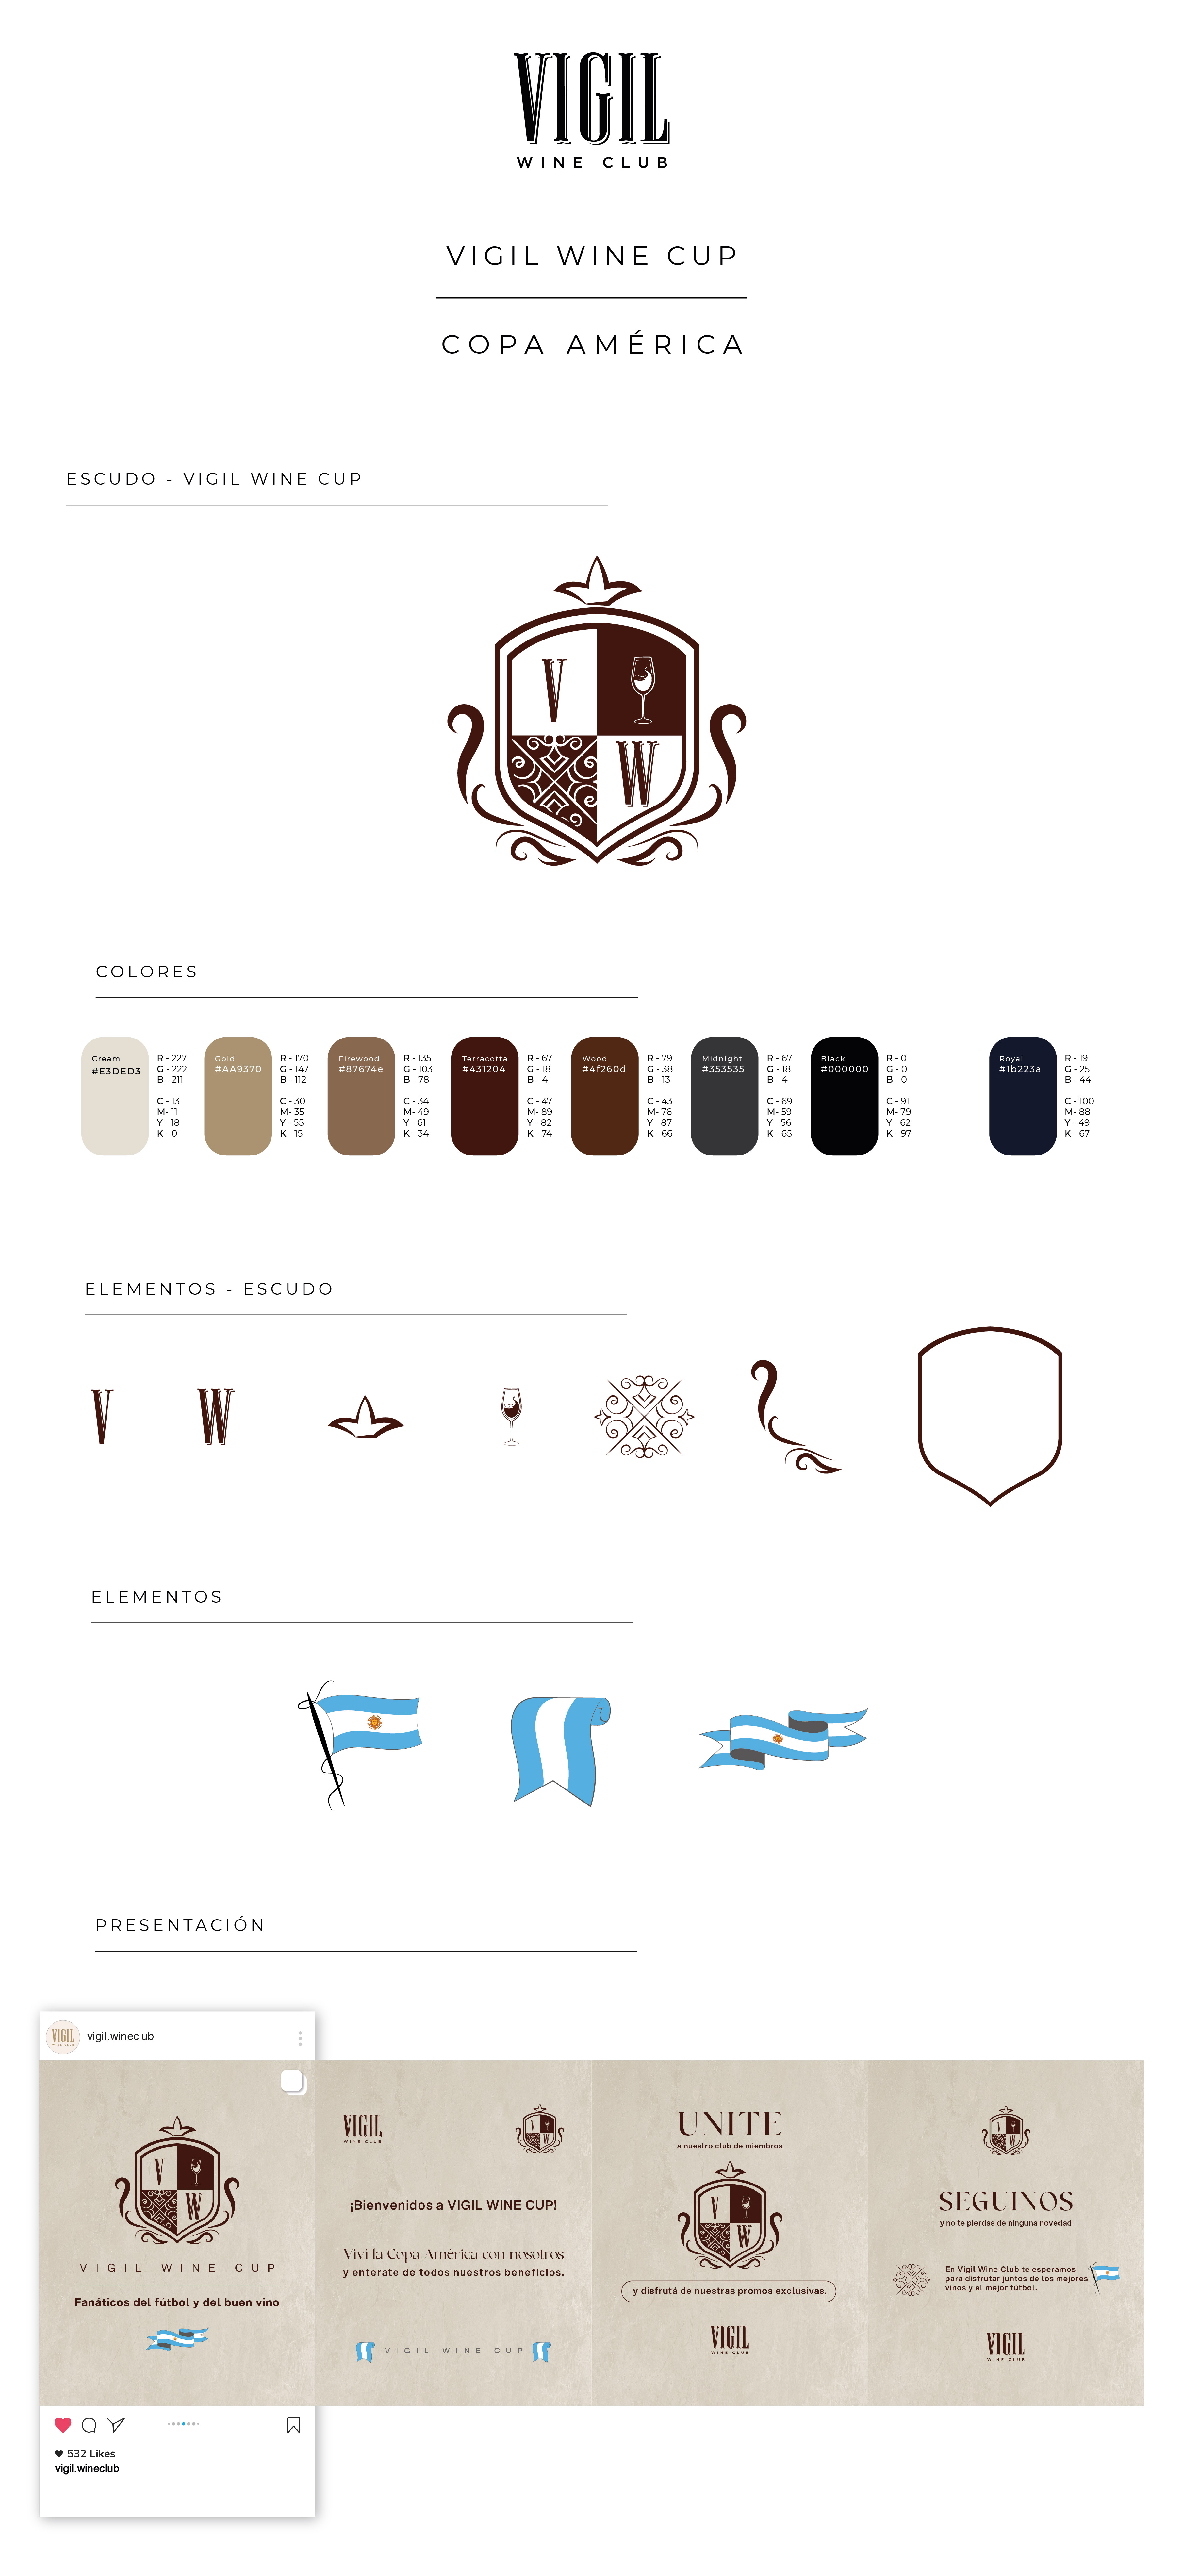 VIGIL
WINE CLUB
VIGIL WINE CUP
COPA AMÉRICA
ESCUDO - VIGIL WINE CUP
V
W
COLORES
Cream
#E3DED3
R - 227
G - 222
B - 211
C - 13
M- 11
Y - 18
K - 0
Gold
#AA9370
R - 170
G - 147
B - 112
C - 30
M- 35
Y - 55
K - 15
Firewood
#87674e
R - 135
G - 103
B - 78
C - 34
M- 49
Y - 61
K - 34
Terracotta
#431204
R - 67
G - 18
B - 4
C - 47
M- 89
Y - 82
K - 74
Wood
#4f260d
R - 79
G - 38
B - 13
C - 43
M- 76
Y - 87
K - 66
Midnight
#353535
R - 67
G - 18
B - 4
C - 69
M- 59
Y - 56
K - 65
Black
#000000
R - 0
G - 0
B - 0
C - 91
M- 79
Y - 62
K - 97
Royal
#1b223a
R - 19
G - 25
B - 44
C - 100
M- 88
Y - 49
K - 67
ELEMENTOS - ESCUDO
V
W
ELEMENTOS
PRESENTACIÓN
VIGIL
WINE CLUB
vigil.wineclub
V
W
VIGIL WINE CUP
Fanáticos del fútbol y del buen vino
VIGIL
WINE CLUB
V
W
¡Bienvenidos a VIGIL WINE CUP!
Viví la Copa América con nosotros
y enterate de todos nuestros beneficios.
VIGIL WINE CUP
UNITE
a nuestro club de miembros
V
W
y disfrutá de nuestras promos exclusivas.
VIGIL
WINE CLUB
V
W
SEGUINOS
y no te pierdas de ninguna novedad
En Vigil Wine Club te esperamos
para disfrutar juntos de los mejores
vinos y el mejor fútbol.
VIGIL
WINE CLUB
532 Likes
vigil.wineclub